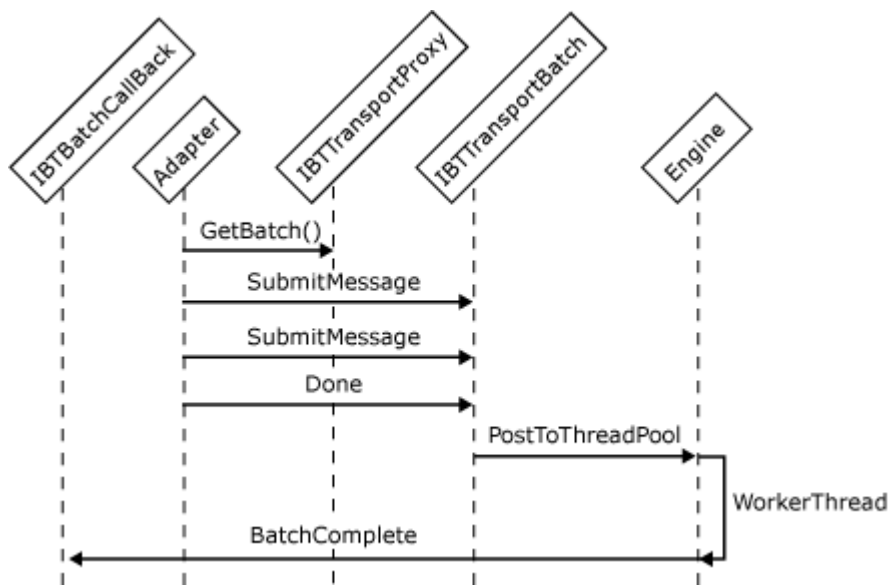 IBTBatchCallBack
Adapter
IBTTransportProxy
IBTTransportBatch
Engine
GetBatch()
SubmitMessage
SubmitMessage
Done
PostToThreadPool
WorkerThread
BatchComplete